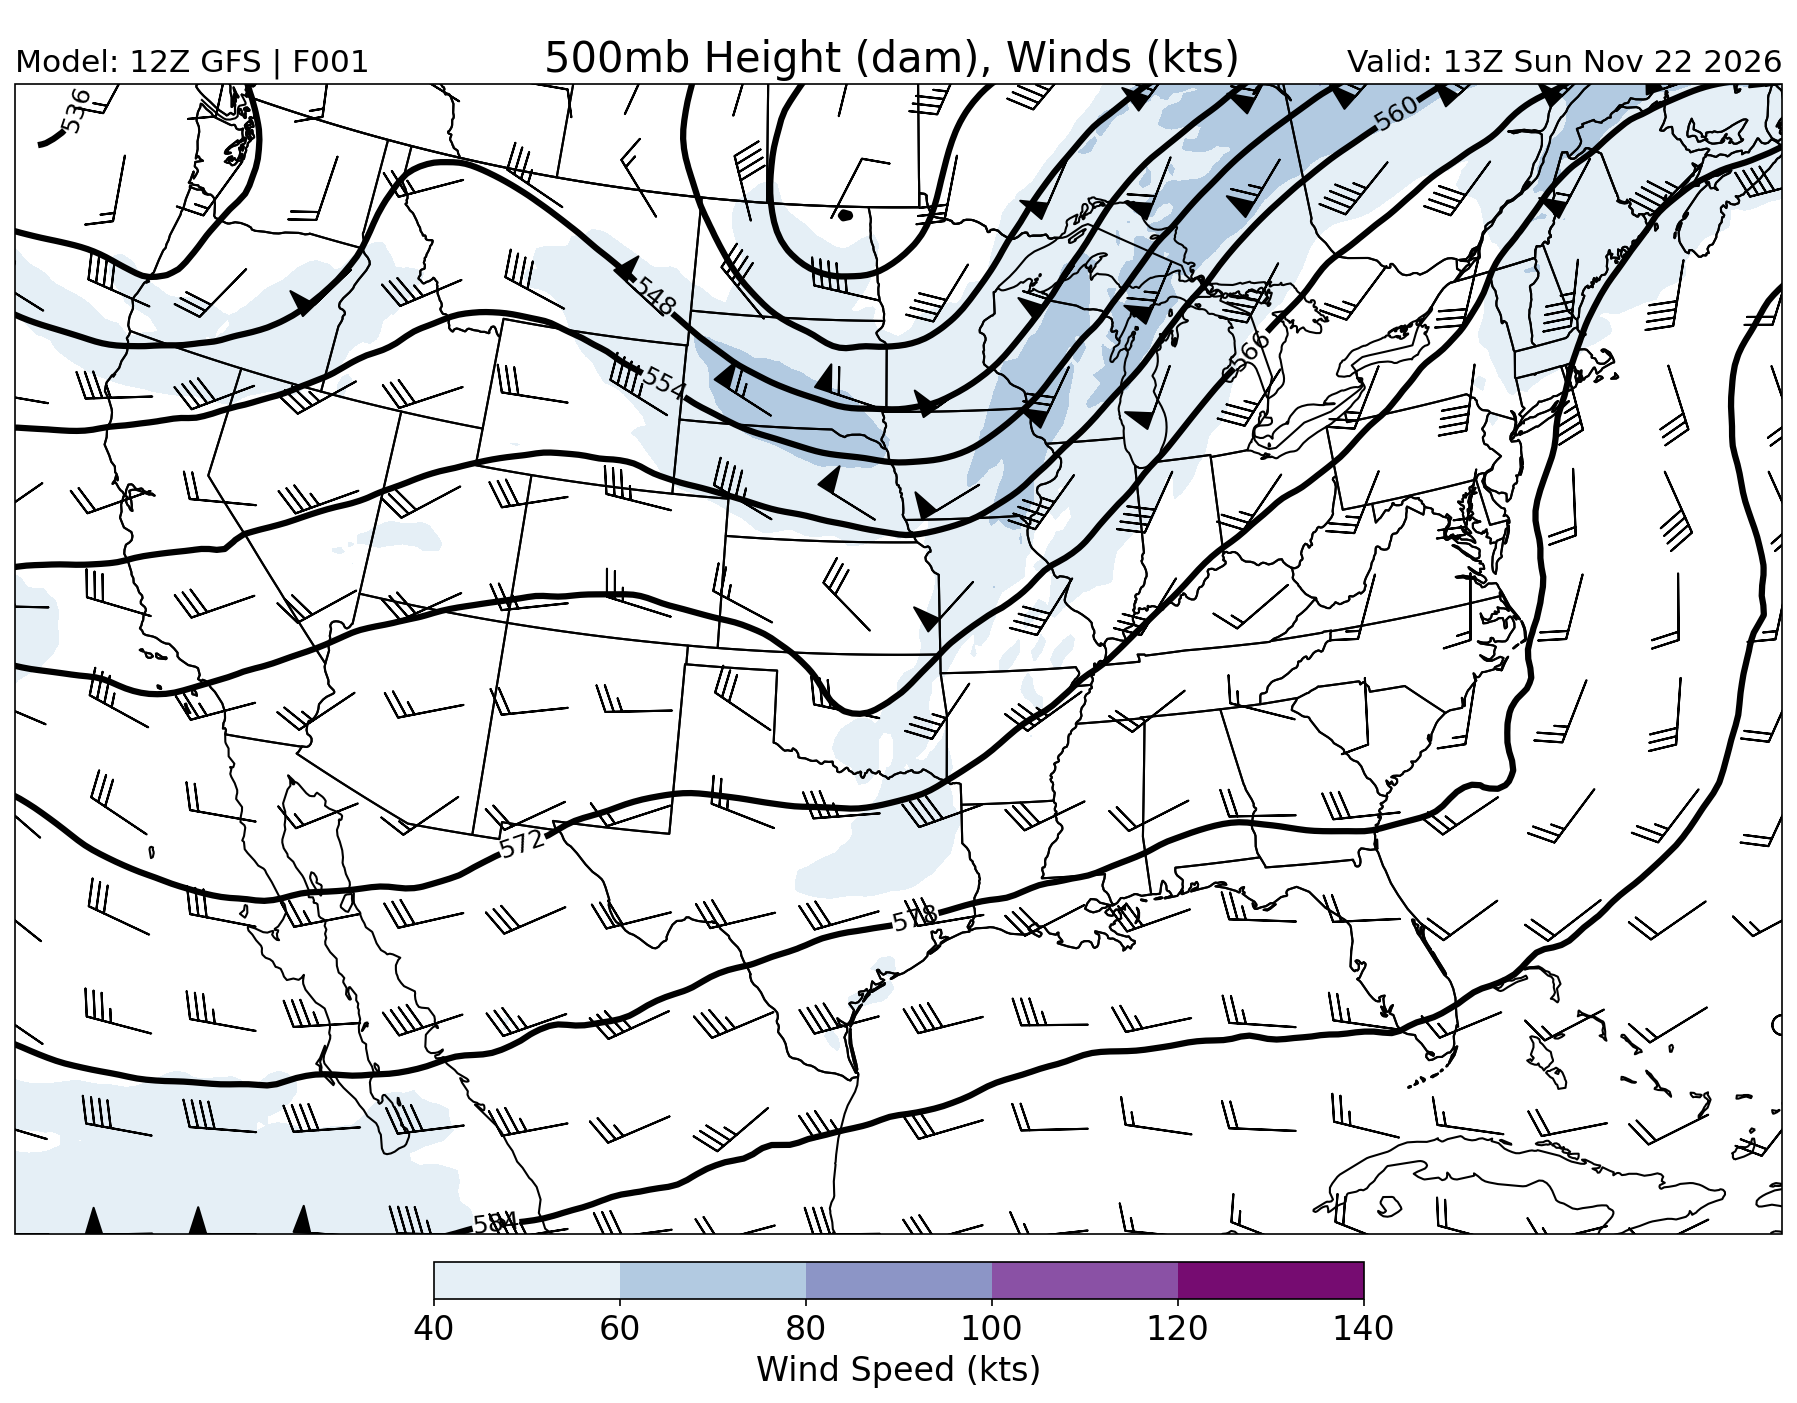 Model: 12Z GFS | F001
500mb Height (dam), Winds (kts)
Valid: 13Z Sun Nov 22 2026
536
560
548
566
554
572
578
584
40 60 80 100 120 140
Wind Speed (kts)